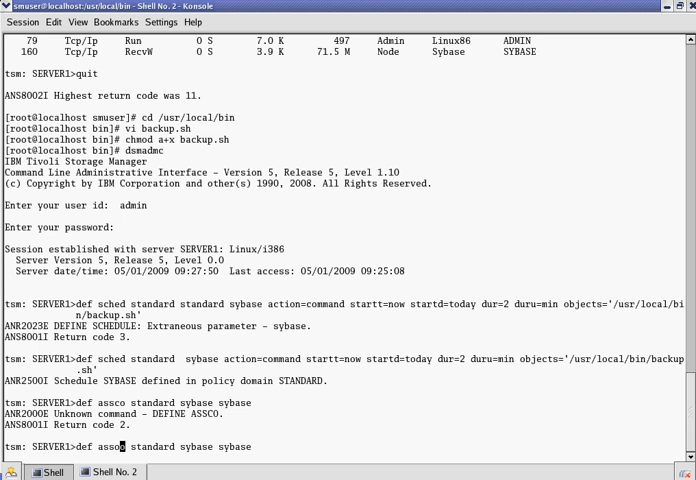 smuser@localhost:/usr/local/bin - Shell No. 2 - Konsole
Session Edit View Bookmarks Settings Help
79 Tcp/Ip Run 0 S 7.0 K 497 Admin Linux86 ADMIN
160 Tcp/Ip RecvW 0 S 3.9 K 71.5 M Node Sybase SYBASE
tsm: SERVER1>quit
ANS8002I Highest return code was 11.
[root@localhost smuser]# cd /usr/local/bin
[root@localhost bin]# vi backup.sh
[root@localhost bin]# chmod a+x backup.sh
[root@localhost bin]# dsmadmc
IBM Tivoli Storage Manager
Command Line Administrative Interface - Version 5, Release 5, Level 1.10
(c) Copyright by IBM Corporation and other(s) 1990, 2008. All Rights Reserved.
Enter your user id: admin
Enter your password:
Session established with server SERVER1: Linux/i386
Server Version 5, Release 5, Level 0.0
Server date/time: 05/01/2009 09:27:50 Last access: 05/01/2009 09:25:08
tsm: SERVER1>def sched standard standard sybase action=command startt=now startd=today dur=2 duru=min objects='/usr/local/bi
n/backup.sh'
ANR2023E DEFINE SCHEDULE: Extraneous parameter - sybase.
ANS8001I Return code 3.
tsm: SERVER1>def sched standard sybase action=command startt=now startd=today dur=2 duru=min objects='/usr/local/bin/backup
.sh'
ANR2500I Schedule SYBASE defined in policy domain STANDARD.
tsm: SERVER1>def assco standard sybase sybase
ANR2000E Unknown command - DEFINE ASSCO.
ANS8001I Return code 2.
tsm: SERVER1>def assoo standard sybase sybase
Shell
Shell No. 2